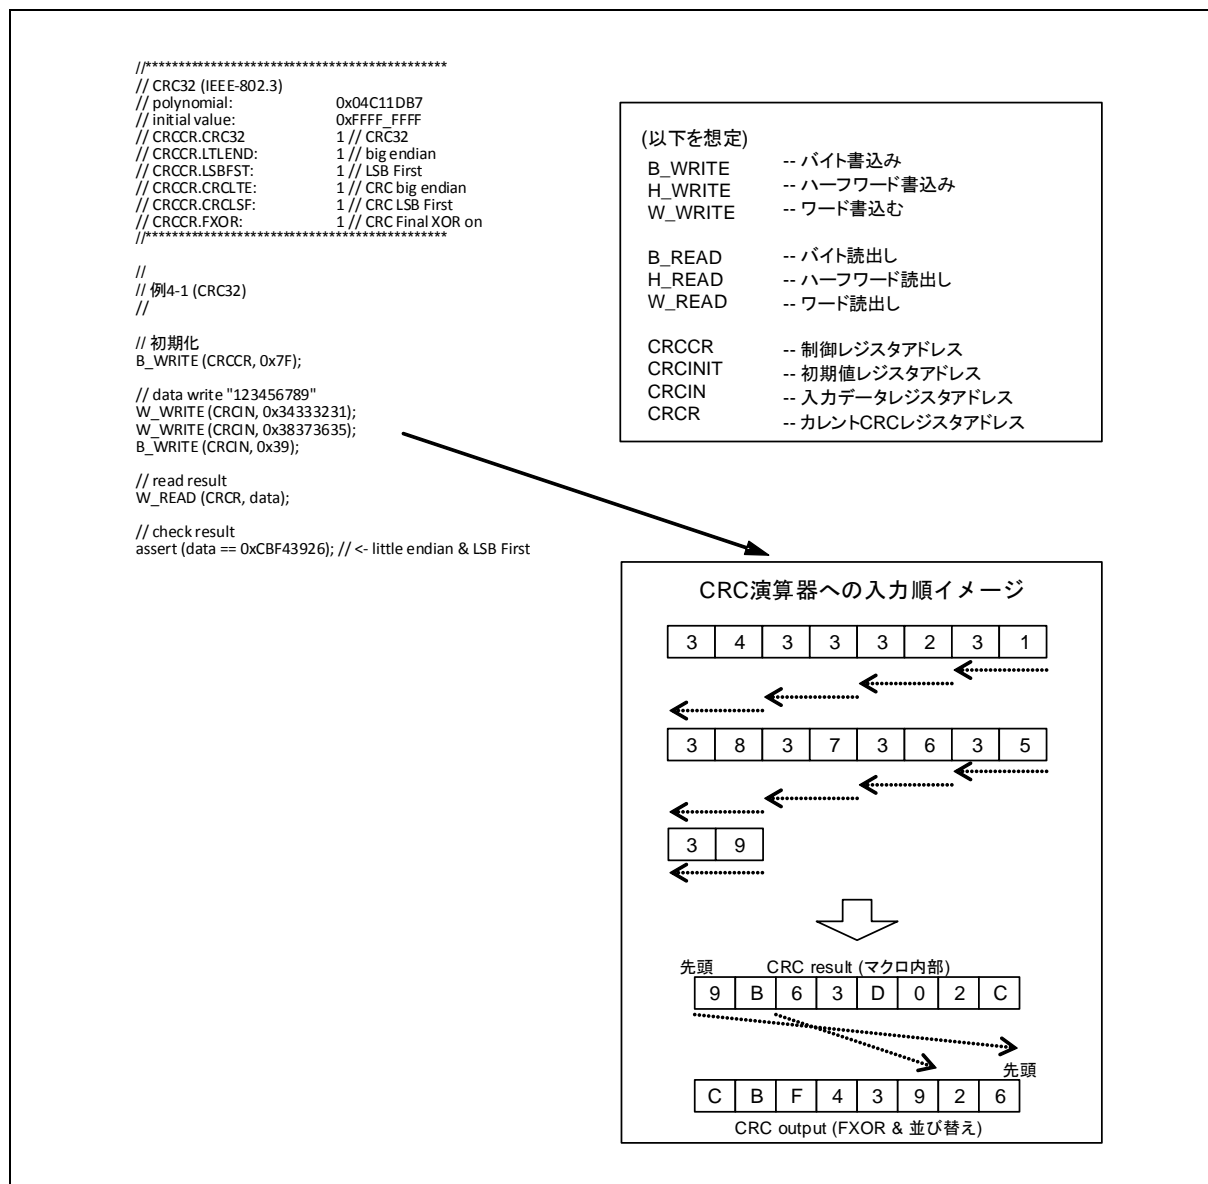 //*********************************************
// CRC32 (IEEE-802.3)
// polynomial: 0x04C11DB7
// initial value: 0xFFFF_FFFF
// CRCCR.CRC32 1 // CRC32
// CRCCR.LTLEND: 1 // big endian
// CRCCR.LSBFST: 1 // LSB First
// CRCCR.CRCLTE: 1 // CRC big endian
// CRCCR.CRCLSF: 1 // CRC LSB First
// CRCCR.FXOR: 1 // CRC Final XOR on
//*********************************************
//
// 例4-1 (CRC32)
//
// 初期化
B_WRITE (CRCCR, 0x7F);
// data write "123456789"
W_WRITE (CRCIN, 0x34333231);
W_WRITE (CRCIN, 0x38373635);
B_WRITE (CRCIN, 0x39);
// read result
W_READ (CRCR, data);
// check result
assert (data == 0xCBF43926); // <- little endian & LSB First
(以下を想定)
B_WRITE -- バイト書込み
H_WRITE -- ハーフワード書込み
W_WRITE -- ワード書込む
B_READ -- バイト読出し
H_READ -- ハーフワード読出し
W_READ -- ワード読出し
CRCCR -- 制御レジスタアドレス
CRCINIT -- 初期値レジスタアドレス
CRCIN -- 入力データレジスタアドレス
CRCR -- カレントCRCレジスタアドレス
CRC演算器への入力順イメージ
3 4 3 3 3 2 3 1
3 8 3 7 3 6 3 5
3 9
先頭 CRC result (マクロ内部)
9 B 6 3 D 0 2 C
先頭
C B F 4 3 9 2 6
CRC output (FXOR & 並び替え)